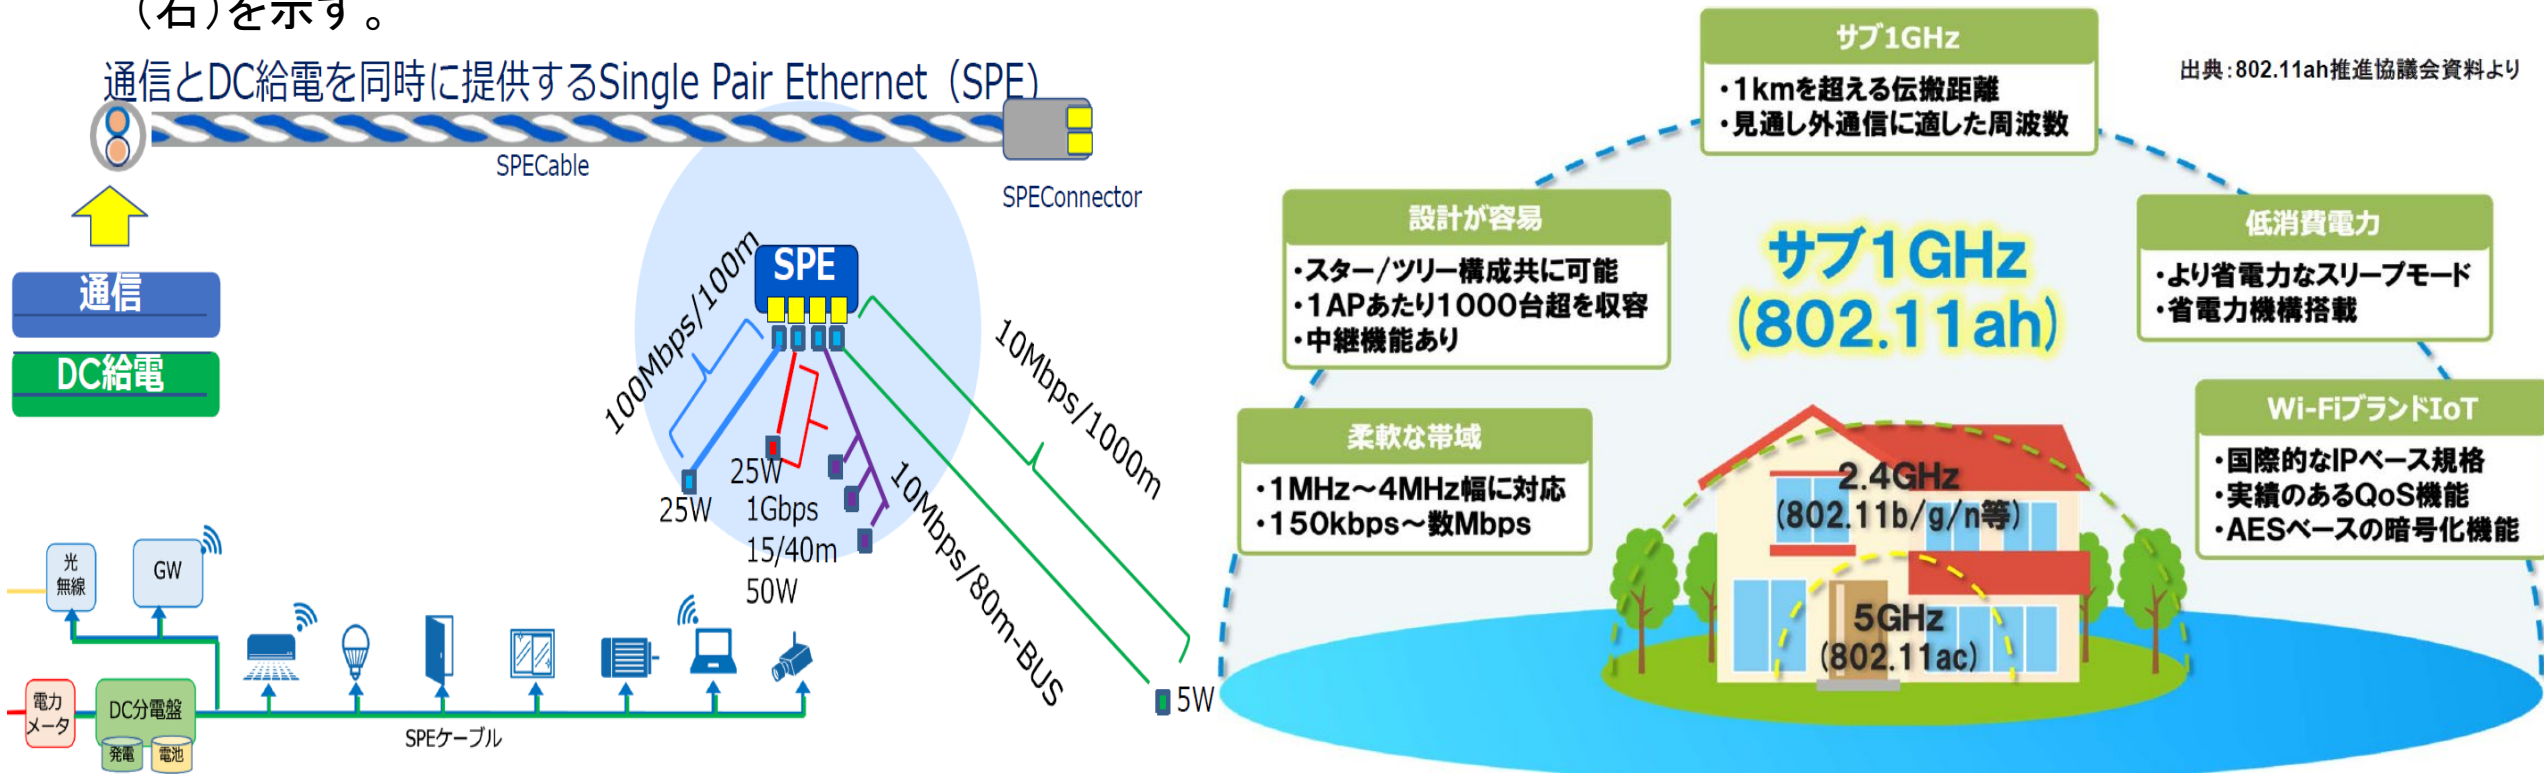 （右）を示す。
通信とDC給電を同時に提供するSingle Pair Ethernet（SPE）
SPECable
SPEConnector
通信
DC給電
SPE
100Mbps/100m
25W
25W
1Gbps
15/40m
50W
10Mbps/80m-BUS
10Mbps/1000m
5W
光
無線
GW
電力
メータ
DC分電盤
発電
電池
SPEケーブル
出典：802.11ah推進協議会資料より
サブ1GHz
・1kmを超える伝搬距離
・見通し外通信に適した周波数
設計が容易
・スター/ツリー構成共に可能
・1APあたり1000台超を収容
・中継機能あり
サブ1GHz
(802.11ah)
低消費電力
・より省電力なスリープモード
・省電力機構搭載
柔軟な帯域
・1MHz～4MHz幅に対応
・150kbps～数Mbps
Wi-FiブランドIoT
・国際的なIPベース規格
・実績のあるQoS機能
・AESベースの暗号化機能
2.4GHz
(802.11b/g/n等)
5GHz
(802.11ac)